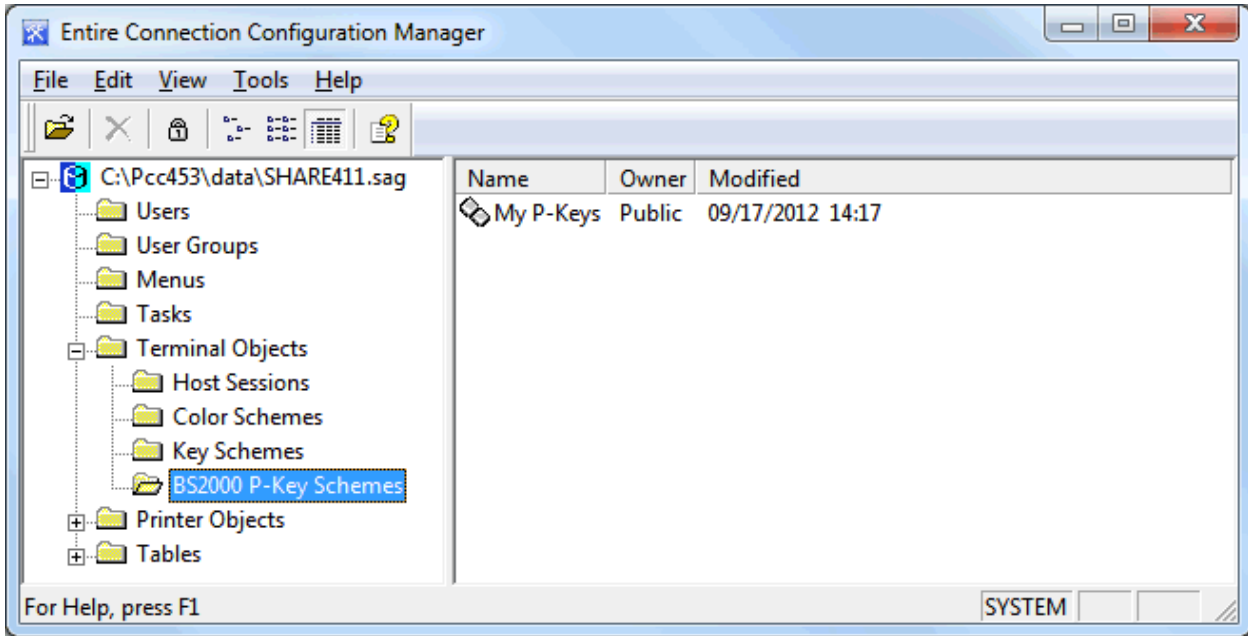 Entire Connection Configuration Manager
File Edit View Tools Help
C:\Pcc453\data\SHARE411.sag
Users
User Groups
Menus
Tasks
Terminal Objects
Host Sessions
Color Schemes
Key Schemes
BS2000 P-Key Schemes
Printer Objects
Tables
Name Owner Modified
My P-Keys Public 09/17/2012 14:17
For Help, press F1
SYSTEM